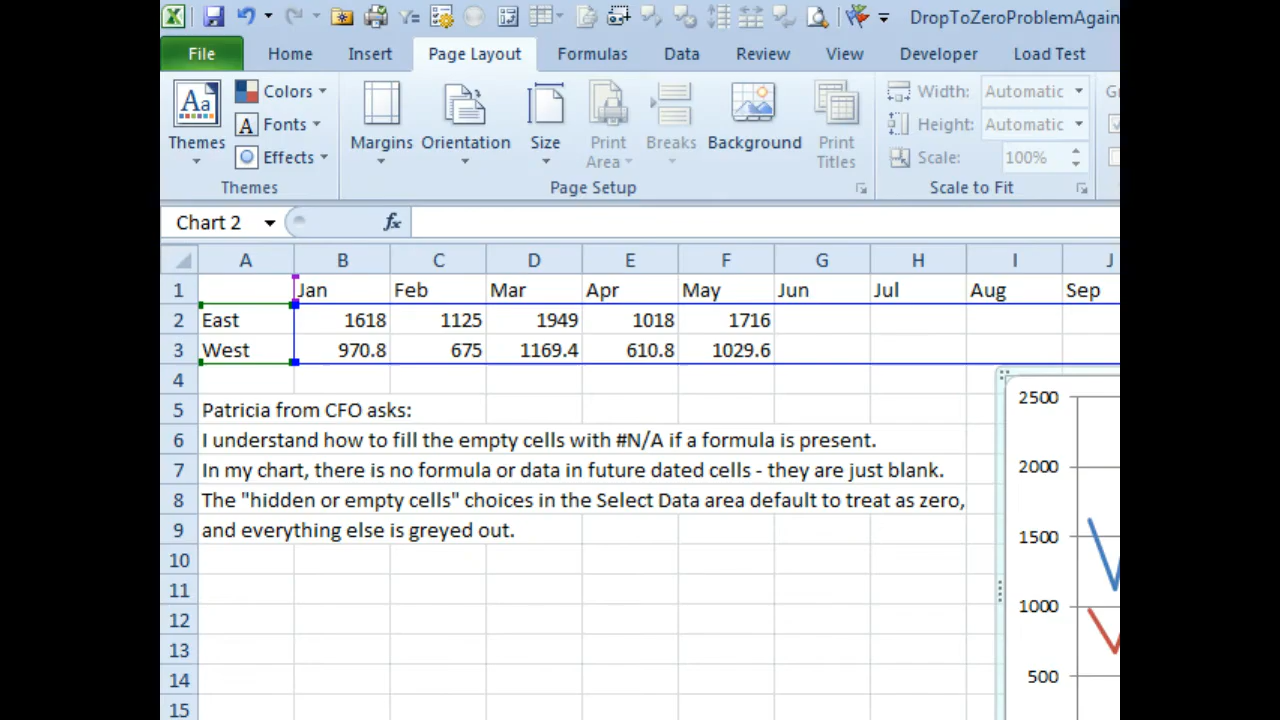 DropToZeroProblemAgain
File Home Insert Page Layout Formulas Data Review View Developer Load Test
Colors Width: Automatic
Aa Fonts Height: Automatic
Themes Margins Orientation Size Print Area Breaks Background Print Titles
Effects Scale: 100%
Themes Page Setup Scale to Fit
Chart 2 fx
A B C D E F G H I J
1 Jan Feb Mar Apr May Jun Jul Aug Sep
2 East 1618 1125 1949 1018 1716
3 West 970.8 675 1169.4 610.8 1029.6
4
5 Patricia from CFO asks:
6 I understand how to fill the empty cells with #N/A if a formula is present.
7 In my chart, there is no formula or data in future dated cells - they are just blank.
8 The "hidden or empty cells" choices in the Select Data area default to treat as zero,
9 and everything else is greyed out.
10
11
12
13
14
15
2500
2000
1500
1000
500